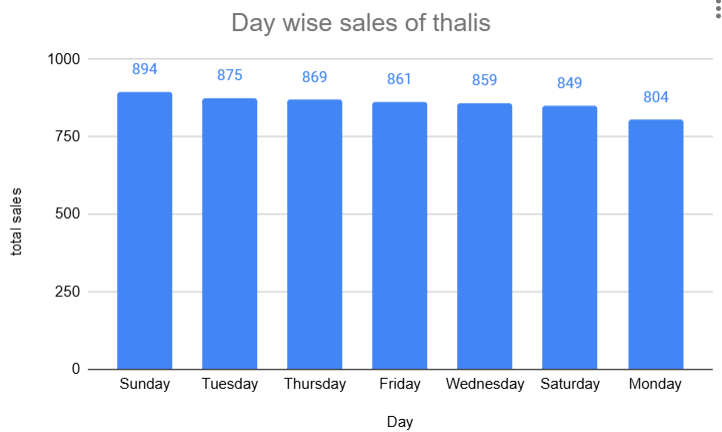 Day wise sales of thalis
total sales
1000
750
500
250
0
894
875
869
861
859
849
804
Sunday
Tuesday
Thursday
Friday
Wednesday
Saturday
Monday
Day